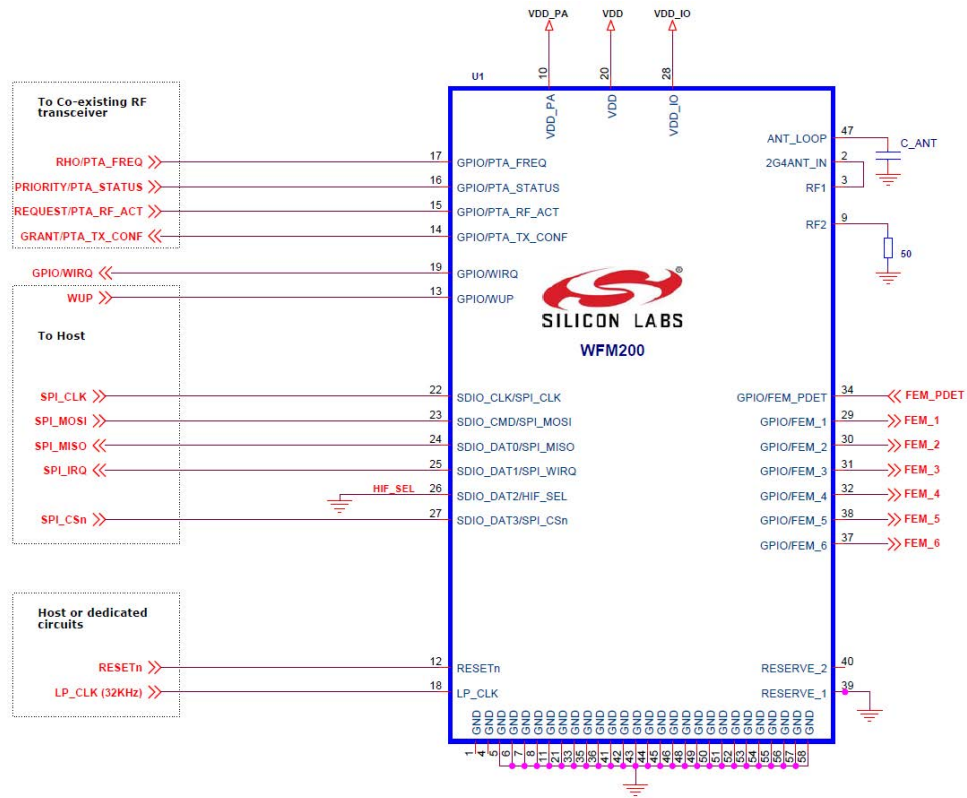 VDD_PA VDD VDD_IO
U1
10 20 28
VDD_PA VDD VDD_IO
To Co-existing RF
transceiver
RHO/PTA_FREQ 17 GPIO/PTA_FREQ
PRIORITY/PTA_STATUS 16 GPIO/PTA_STATUS
REQUEST/PTA_RF_ACT 15 GPIO/PTA_RF_ACT
GRANT/PTA_TX_CONF 14 GPIO/PTA_TX_CONF
GPIO/WIRQ 19 GPIO/WIRQ
WUP 13 GPIO/WUP
To Host
SPI_CLK 22 SDIO_CLK/SPI_CLK
SPI_MOSI 23 SDIO_CMD/SPI_MOSI
SPI_MISO 24 SDIO_DAT0/SPI_MISO
SPI_IRQ 25 SDIO_DAT1/SPI_WIRQ
HIF_SEL 26 SDIO_DAT2/HIF_SEL
SPI_CSn 27 SDIO_DAT3/SPI_CSn
Host or dedicated
circuits
RESETn 12 RESETn
LP_CLK (32KHz) 18 LP_CLK
®
SILICON LABS
WFM200
ANT_LOOP 47 C_ANT
2G4ANT_IN 2
RF1 3
RF2 9
50
GPIO/FEM_PDET 34 FEM_PDET
GPIO/FEM_1 29 FEM_1
GPIO/FEM_2 30 FEM_2
GPIO/FEM_3 31 FEM_3
GPIO/FEM_4 32 FEM_4
GPIO/FEM_5 38 FEM_5
GPIO/FEM_6 37 FEM_6
RESERVE_2 40
RESERVE_1 39
GND GND GND GND GND GND GND GND GND GND GND GND GND GND GND GND GND GND GND GND GND GND GND GND GND GND GND GND
1 4 5 6 7 8 11 21 33 35 36 41 42 43 44 45 46 48 49 50 51 52 53 54 55 56 57 58